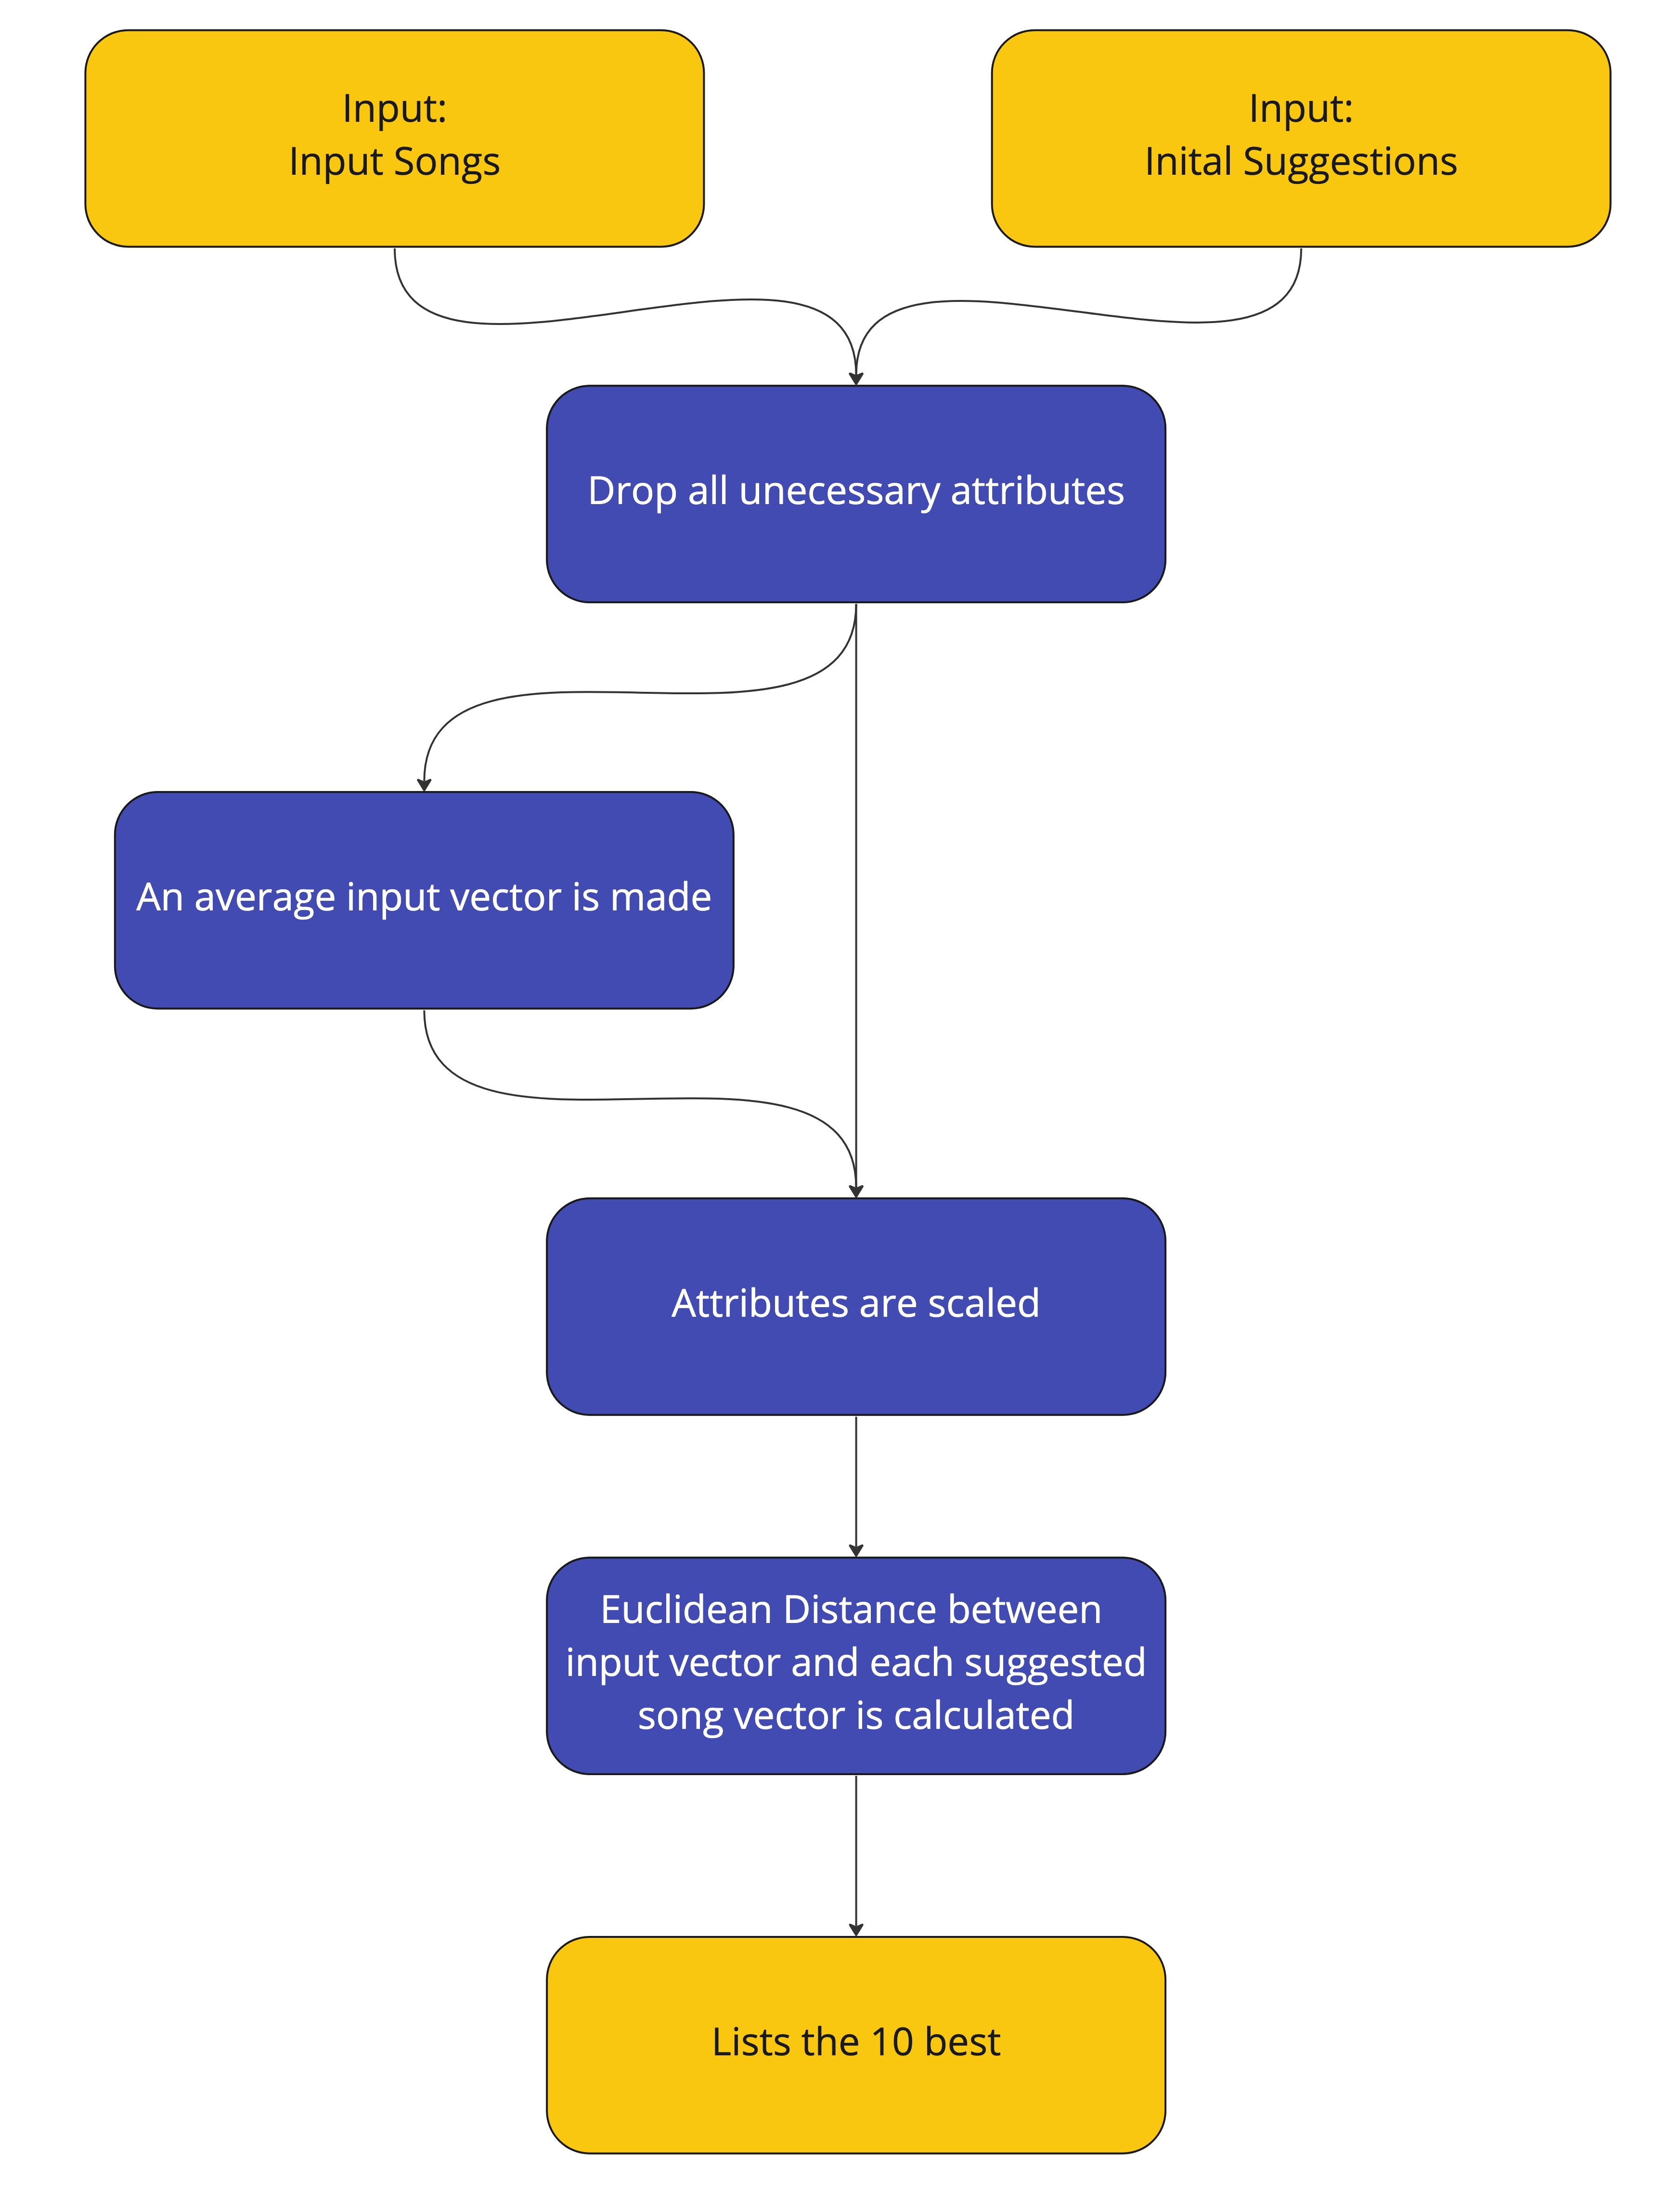 Input:
Input Songs
Input:
Inital Suggestions
Drop all unecessary attributes
An average input vector is made
Attributes are scaled
Euclidean Distance between
input vector and each suggested
song vector is calculated
Lists the 10 best